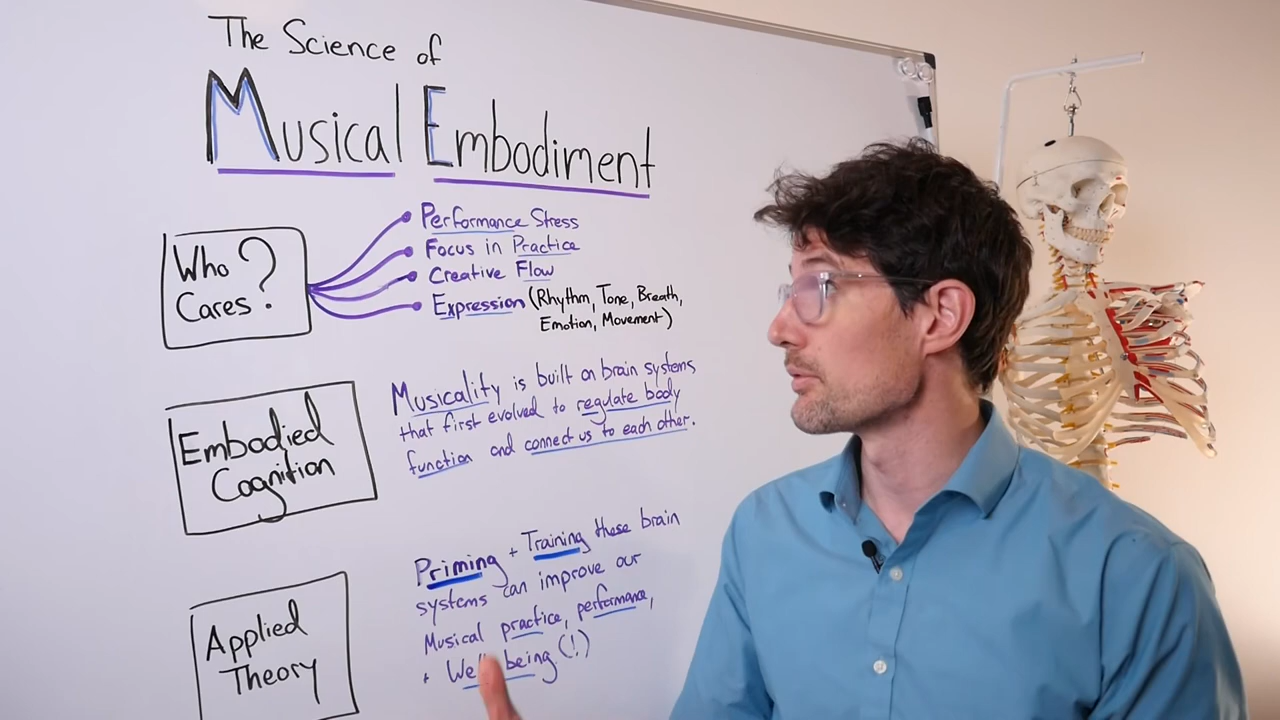 The Science of
Musical Embodiment
Who
Cares?
Performance Stress
Focus in Practice
Creative Flow
Expression (Rhythm, Tone, Breath,
Emotion, Movement)
Embodied
Cognition
Musicality is built on brain systems
that first evolved to regulate body
function and connect us to each other.
Applied
Theory
Priming + Training these brain
systems can improve our
Musical practice, performance,
+ Well being (!)